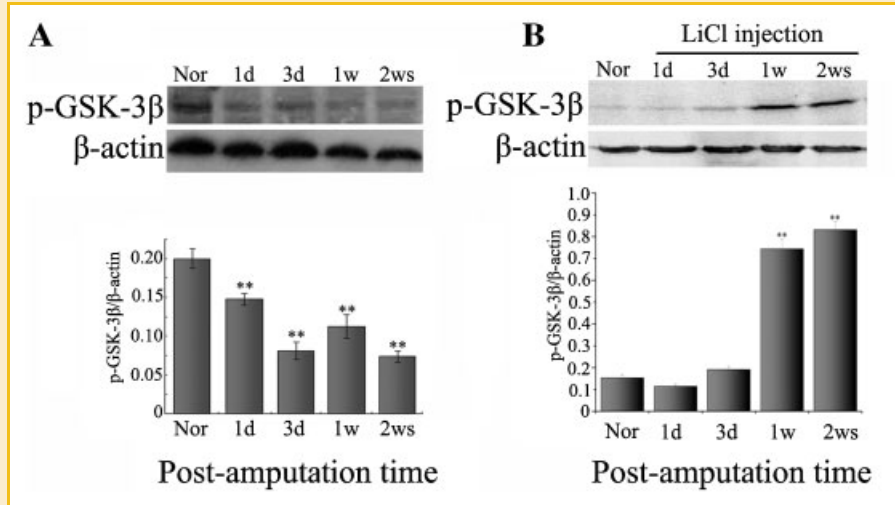 A
Nor 1d 3d 1w 2ws
p-GSK-3β
β-actin
p-GSK-3β/β-actin
0.20
0.15
0.10
0.05
0
** ** ** **
Nor 1d 3d 1w 2ws
Post-amputation time
B
LiCl injection
Nor 1d 3d 1w 2ws
p-GSK-3β
β-actin
p-GSK-3β/β-actin
1.0
0.9
0.8
0.7
0.6
0.5
0.4
0.3
0.2
0.1
0
** **
Nor 1d 3d 1w 2ws
Post-amputation time